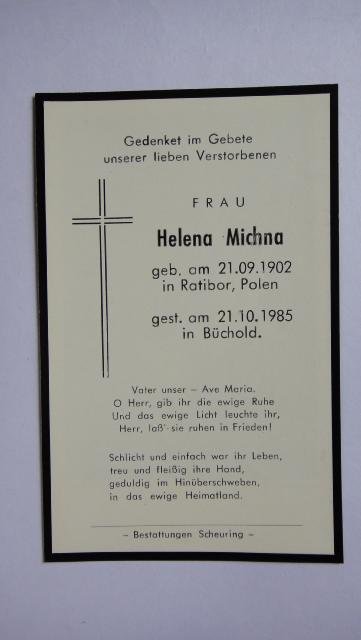 Gedenket im Gebete
unserer lieben Verstorbenen
FRAU
Helena Michna
geb. am 21.09.1902
in Ratibor, Polen
gest. am 21.10.1985
in Büchold.
Vater unser – Ave Maria.
O Herr, gib ihr die ewige Ruhe
Und das ewige Licht leuchte ihr,
Herr, laß sie ruhen in Frieden!
Schlicht und einfach war ihr Leben,
treu und fleißig ihre Hand,
geduldig im Hinüberschweben,
in das ewige Heimatland.
– Bestattungen Scheuring –